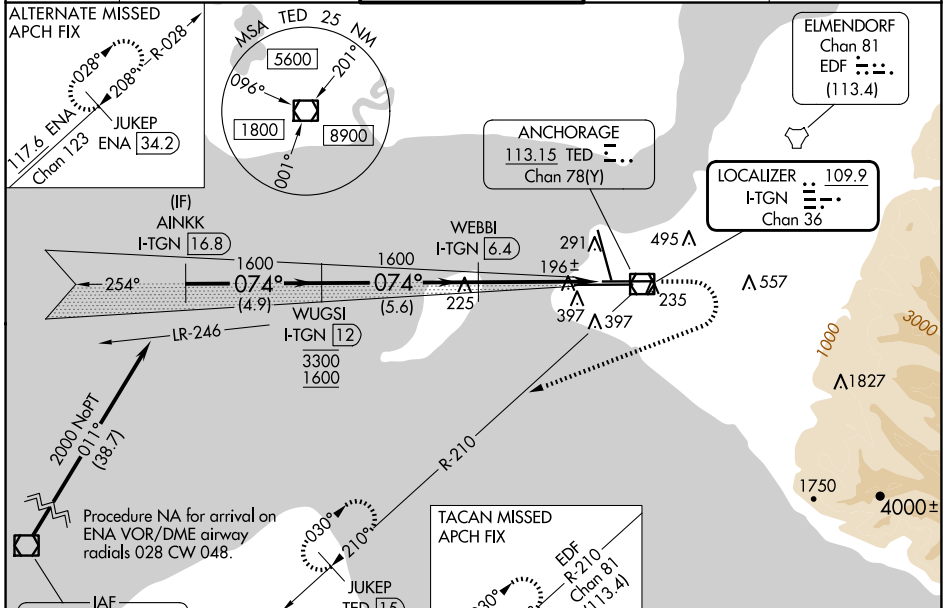 ALTERNATE MISSED
APCH FIX
028°
208°
R-028
117.6 ENA
Chan 123
JUKEP
ENA 34.2
MSA TED 25 NM
5600
201°
096°
1800
8900
001°
ELMENDORF
Chan 81
EDF
(113.4)
ANCHORAGE
113.15 TED
Chan 78(Y)
LOCALIZER 109.9
I-TGN
Chan 36
(IF)
AINKK
I-TGN 16.8
WEBBI
I-TGN 6.4
291
495
1600
1600
196±
254°
074°
074°
225
235
557
(4.9)
(5.6)
WUGSI
I-TGN 12
3300
1600
397
397
LR-246
1000
3000
1827
2000 NoPT
011°
(38.7)
R-210
1750
4000±
Procedure NA for arrival on
ENA VOR/DME airway
radials 028 CW 048.
030°
210°
JUKEP
TED 15
TACAN MISSED
APCH FIX
EDF
R-210
Chan 81
(113.4)
030°
IAF